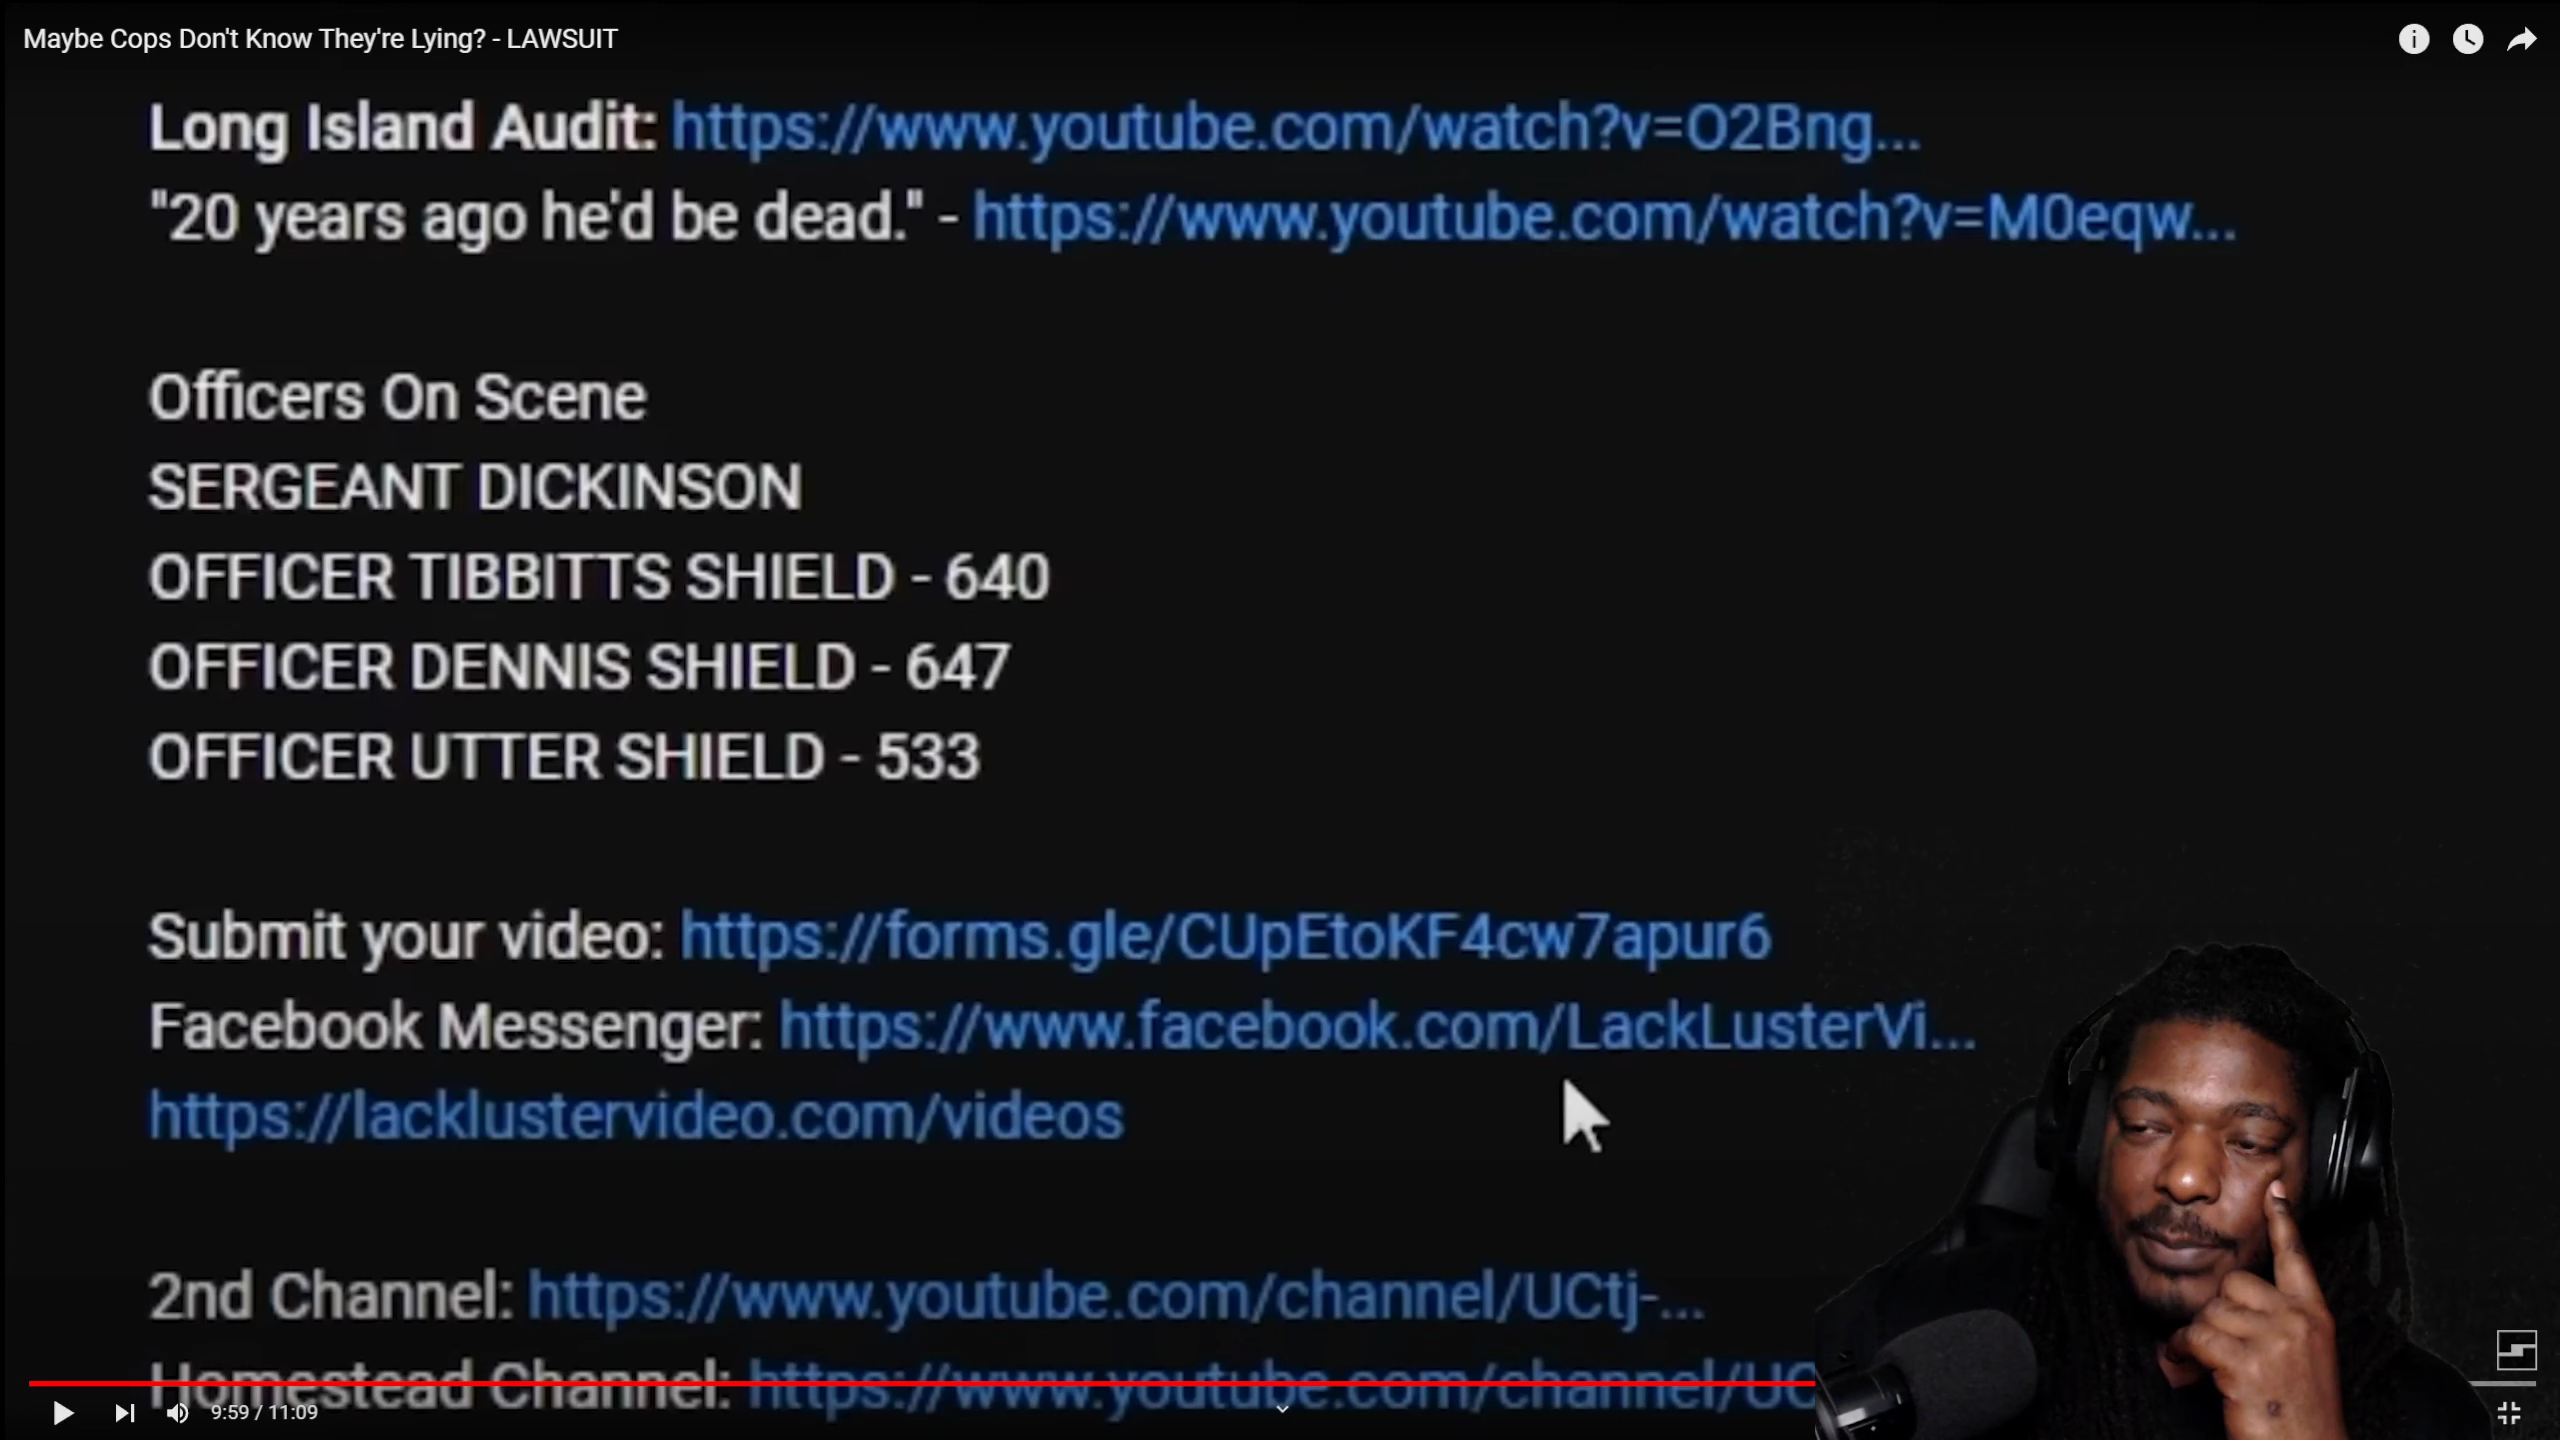 Maybe Cops Don't Know They're Lying? - LAWSUIT
Long Island Audit: https://www.youtube.com/watch?v=O2Bng...
"20 years ago he'd be dead." - https://www.youtube.com/watch?v=M0eqw...
Officers On Scene
SERGEANT DICKINSON
OFFICER TIBBITTS SHIELD - 640
OFFICER DENNIS SHIELD - 647
OFFICER UTTER SHIELD - 533
Submit your video: https://forms.gle/CUpEtoKF4cw7apur6
Facebook Messenger: https://www.facebook.com/LackLusterVi...
https://lacklustervideo.com/videos
2nd Channel: https://www.youtube.com/channel/UCtj-...
Homestead Channel: https://www.youtube.com/channel/UC
9:59 / 11:09